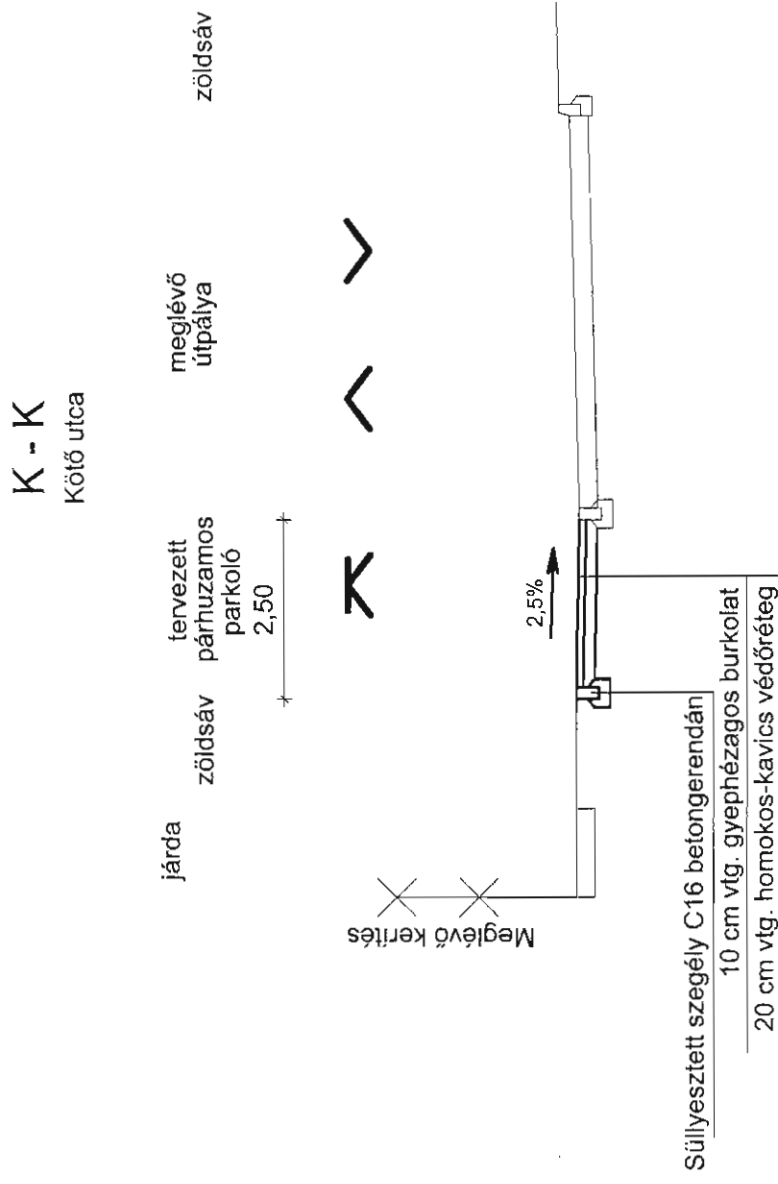 K - K
Kötő utca
járda
zöldsáv
tervezett
párhuzamos
parkoló
2,50
meglévő
útpálya
zöldsáv
K
Meglévő kerítés
2,5%
Süllyesztett szegély C16 betongerendán
10 cm vtg. gyephézagos burkolat
20 cm vtg. homokos-kavics védőréteg